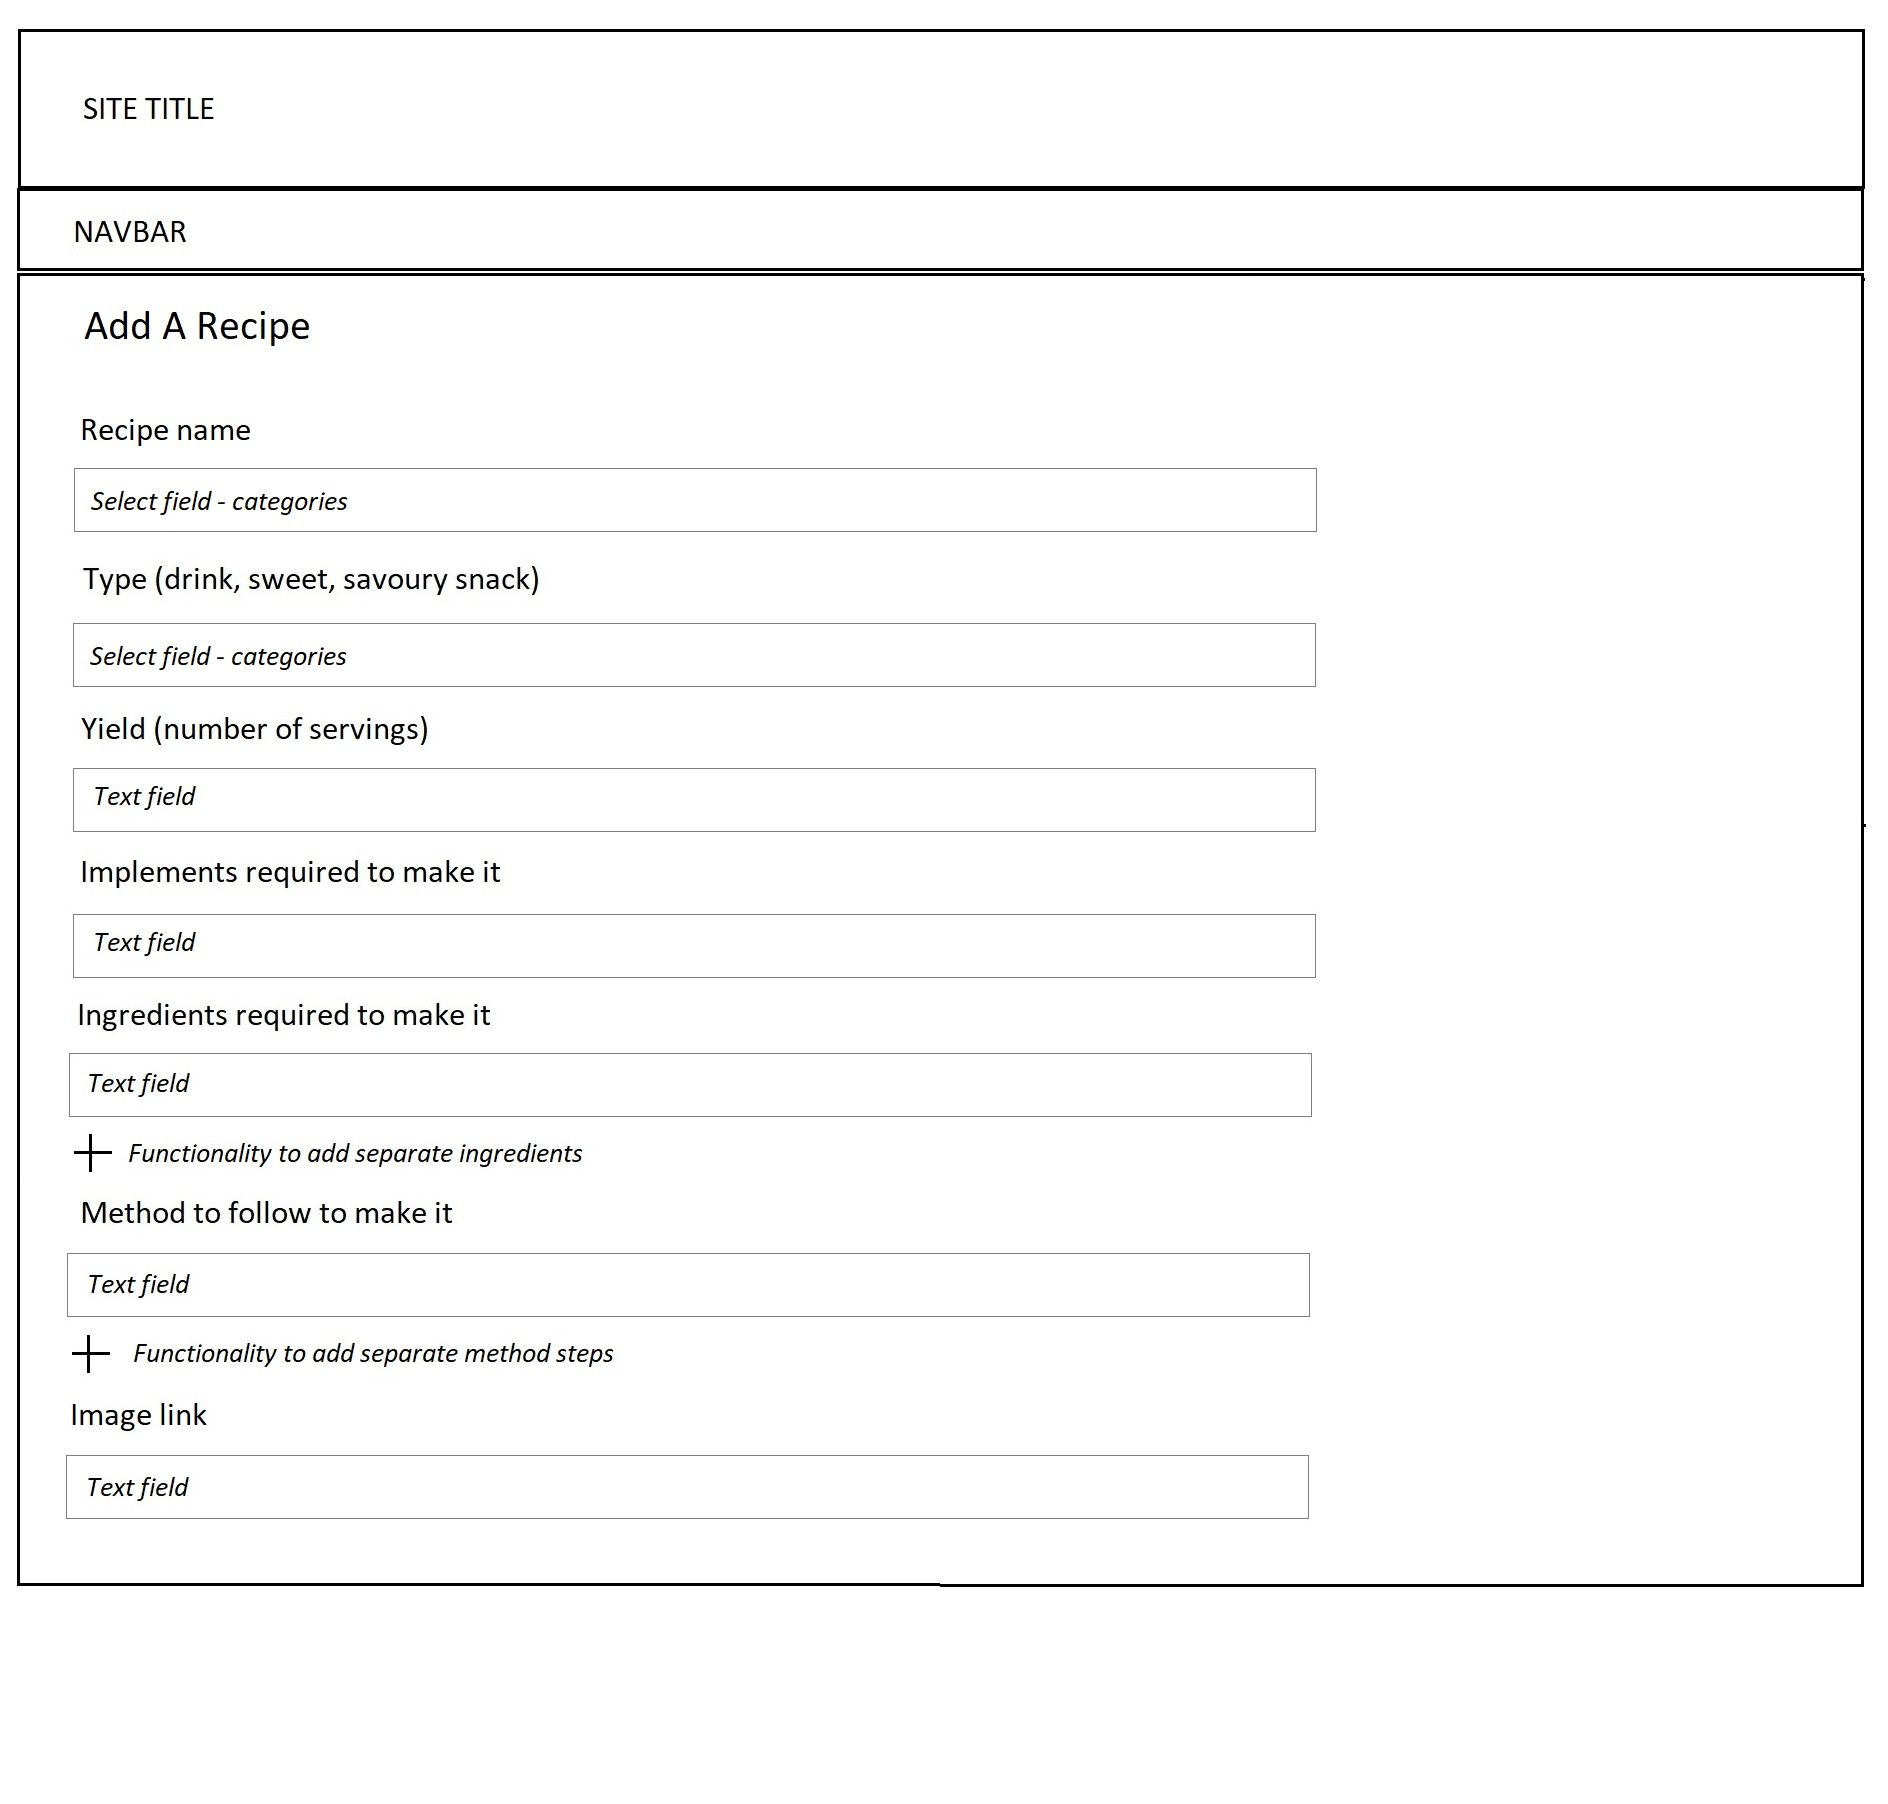 SITE TITLE
NAVBAR
Add A Recipe
Recipe name
Select field - categories
Type (drink, sweet, savoury snack)
Select field - categories
Yield (number of servings)
Text field
Implements required to make it
Text field
Ingredients required to make it
Text field
Functionality to add separate ingredients
Method to follow to make it
Text field
Functionality to add separate method steps
Image link
Text field